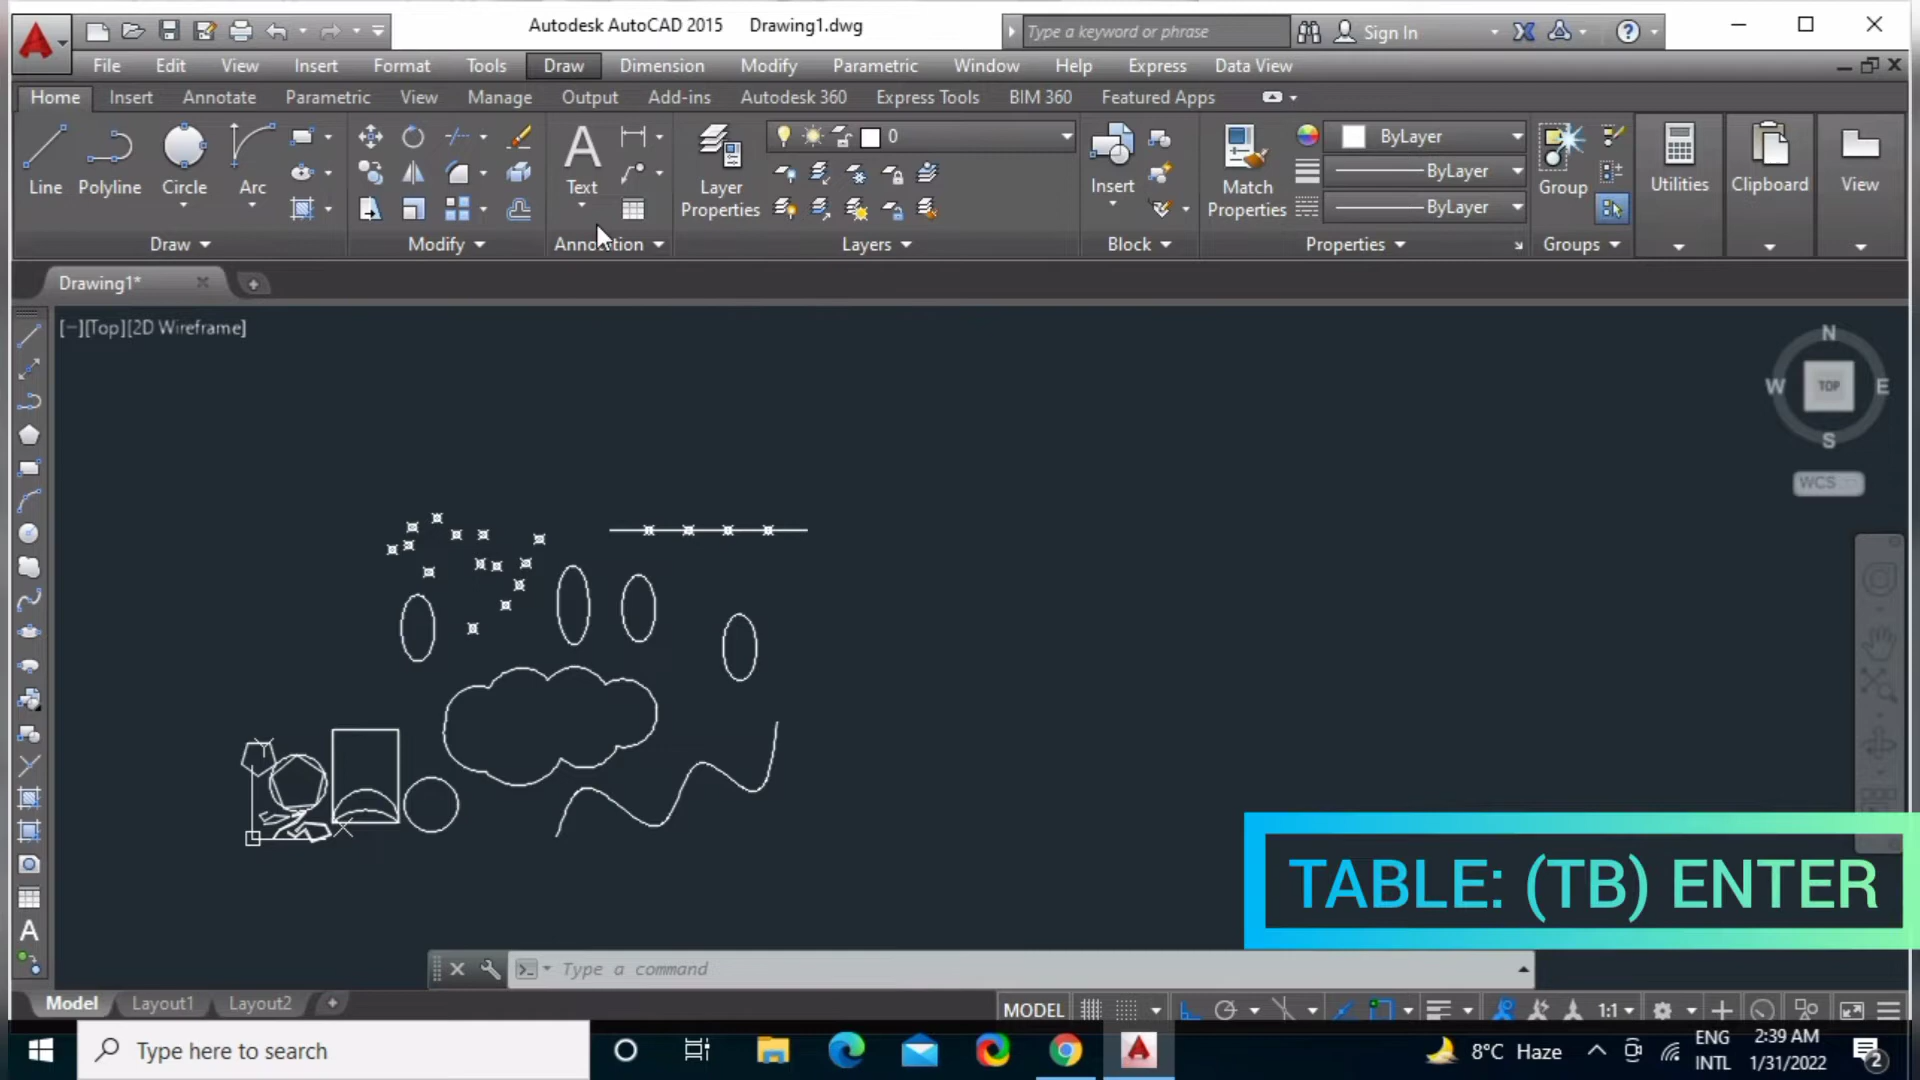 Autodesk AutoCAD 2015 Drawing1.dwg
Type a keyword or phrase
Sign In
File Edit View Insert Format Tools Draw Dimension Modify Parametric Window Help Express Data View
Home Insert Annotate Parametric View Manage Output Add-ins Autodesk 360 Express Tools BIM 360 Featured Apps
Line Polyline Circle Arc
Text
Layer Properties
0
Insert
Match Properties
ByLayer
ByLayer
ByLayer
Group
Utilities
Clipboard
View
Draw
Modify
Annotation
Layers
Block
Properties
Groups
Drawing1*
[−][Top][2D Wireframe]
N
W
TOP
E
S
WCS
Y
X
TABLE: (TB) ENTER
Type a command
Model Layout1 Layout2
MODEL
1:1
Type here to search
8°C Haze
ENG
INTL
2:39 AM
1/31/2022
2